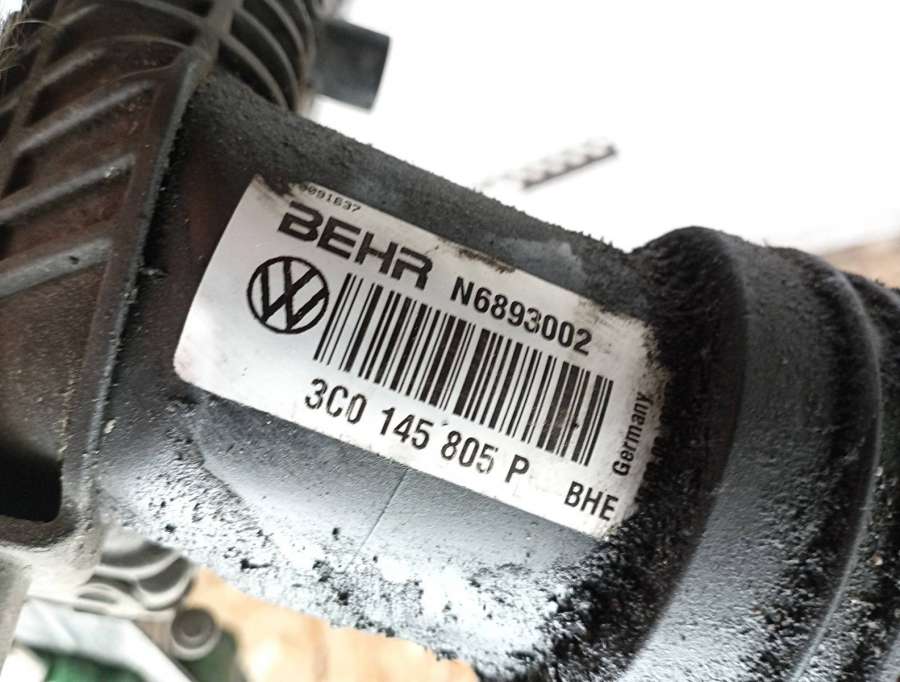 BEHR N6893002
3C0 145 805 P
BHE
Germany